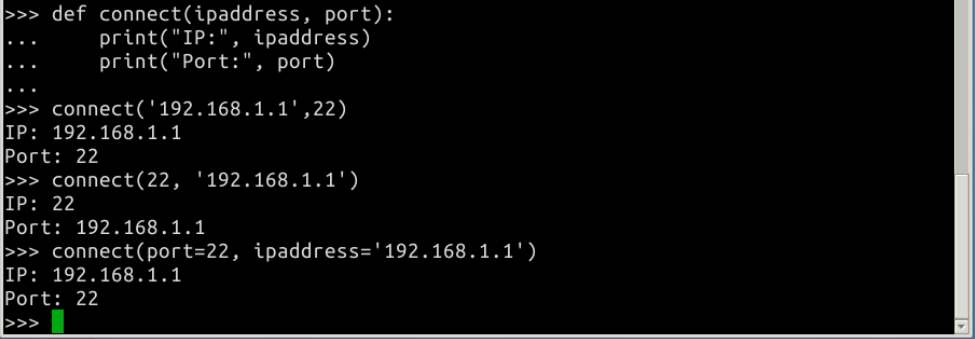 >>> def connect(ipaddress, port):
...     print("IP:", ipaddress)
...     print("Port:", port)
...
>>> connect('192.168.1.1',22)
IP: 192.168.1.1
Port: 22
>>> connect(22, '192.168.1.1')
IP: 22
Port: 192.168.1.1
>>> connect(port=22, ipaddress='192.168.1.1')
IP: 192.168.1.1
Port: 22
>>>